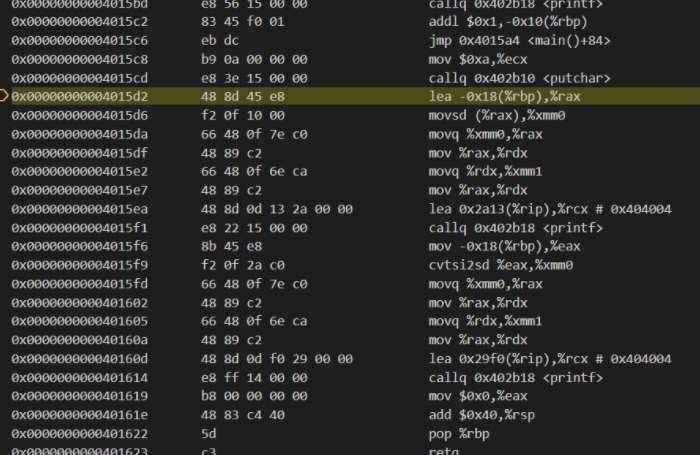 0x00000000004015bd e8 56 15 00 00 callq 0x402b18 <printf>
0x00000000004015c2 83 45 f0 01 addl $0x1,-0x10(%rbp)
0x00000000004015c6 eb dc jmp 0x4015a4 <main()+84>
0x00000000004015c8 b9 0a 00 00 00 mov $0xa,%ecx
0x00000000004015cd e8 3e 15 00 00 callq 0x402b10 <putchar>
0x00000000004015d2 48 8d 45 e8 lea -0x18(%rbp),%rax
0x00000000004015d6 f2 0f 10 00 movsd (%rax),%xmm0
0x00000000004015da 66 48 0f 7e c0 movq %xmm0,%rax
0x00000000004015df 48 89 c2 mov %rax,%rdx
0x00000000004015e2 66 48 0f 6e ca movq %rdx,%xmm1
0x00000000004015e7 48 89 c2 mov %rax,%rdx
0x00000000004015ea 48 8d 0d 13 2a 00 00 lea 0x2a13(%rip),%rcx # 0x404004
0x00000000004015f1 e8 22 15 00 00 callq 0x402b18 <printf>
0x00000000004015f6 8b 45 e8 mov -0x18(%rbp),%eax
0x00000000004015f9 f2 0f 2a c0 cvtsi2sd %eax,%xmm0
0x00000000004015fd 66 48 0f 7e c0 movq %xmm0,%rax
0x0000000000401602 48 89 c2 mov %rax,%rdx
0x0000000000401605 66 48 0f 6e ca movq %rdx,%xmm1
0x000000000040160a 48 89 c2 mov %rax,%rdx
0x000000000040160d 48 8d 0d f0 29 00 00 lea 0x29f0(%rip),%rcx # 0x404004
0x0000000000401614 e8 ff 14 00 00 callq 0x402b18 <printf>
0x0000000000401619 b8 00 00 00 00 mov $0x0,%eax
0x000000000040161e 48 83 c4 40 add $0x40,%rsp
0x0000000000401622 5d pop %rbp
0x0000000000401623 c3 retq